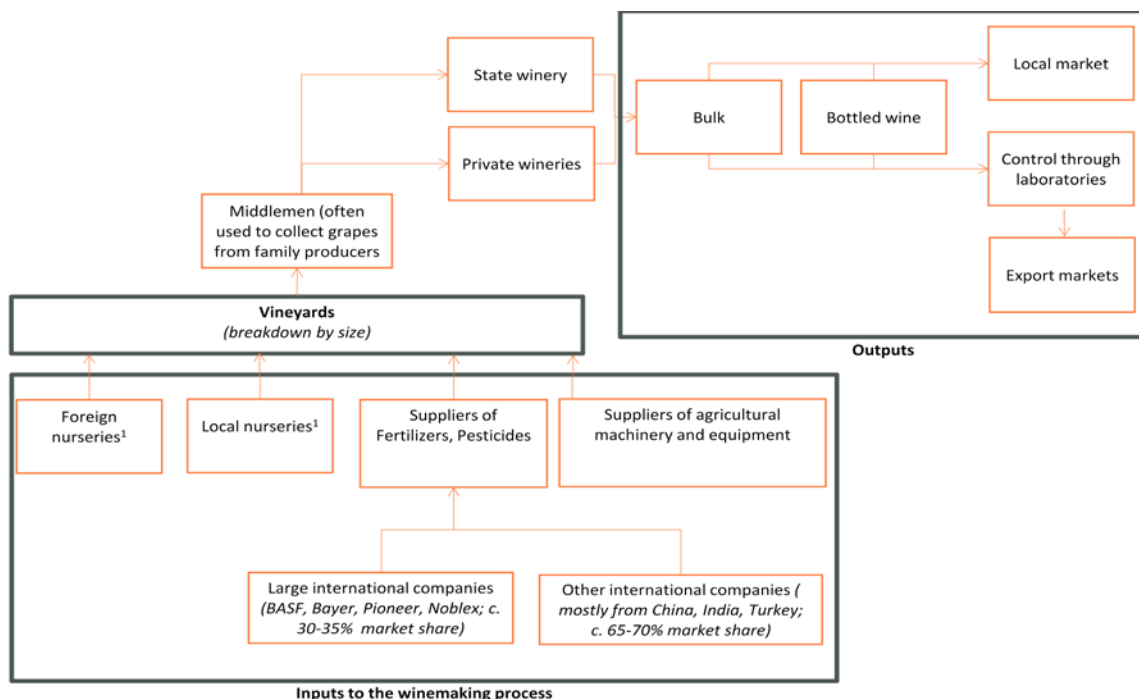 State winery
Private wineries
Middlemen (often
used to collect grapes
from family producers
Bulk
Bottled wine
Local market
Control through
laboratories
Export markets
Outputs
Vineyards
(breakdown by size)
Foreign
nurseries¹
Local nurseries¹
Suppliers of
Fertilizers, Pesticides
Suppliers of agricultural
machinery and equipment
Large international companies
(BASF, Bayer, Pioneer, Noblex; c.
30-35% market share)
Other international companies (
mostly from China, India, Turkey;
c. 65-70% market share)
Inputs to the winemaking process